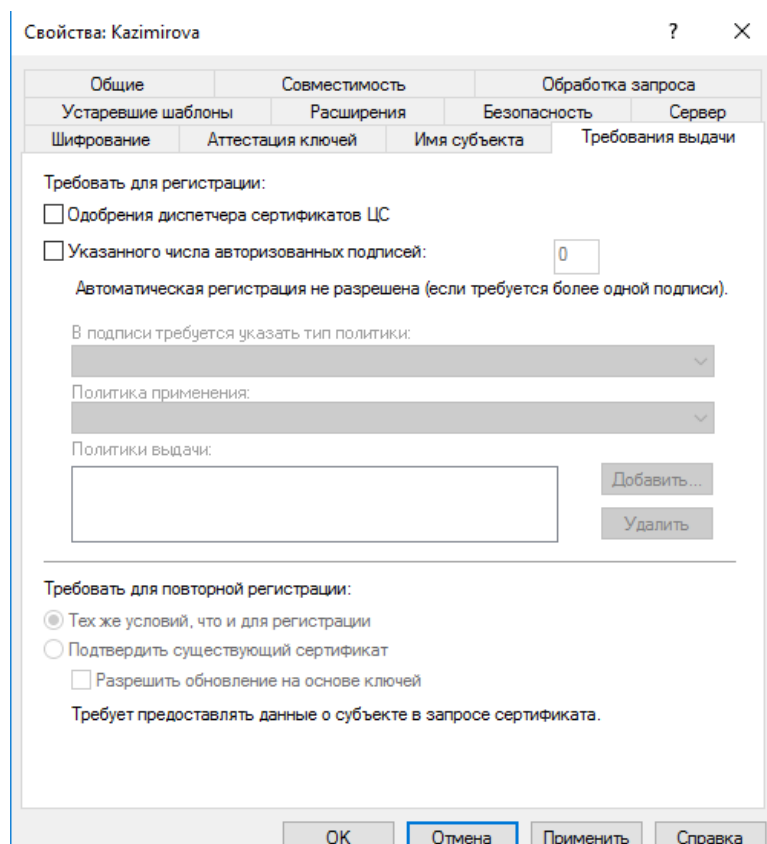 Свойства: Kazimirova ? ×
Общие Совместимость Обработка запроса
Устаревшие шаблоны Расширения Безопасность Сервер
Шифрование Аттестация ключей Имя субъекта Требования выдачи
Требовать для регистрации:
Одобрения диспетчера сертификатов ЦС
Указанного числа авторизованных подписей: 0
Автоматическая регистрация не разрешена (если требуется более одной подписи).
В подписи требуется указать тип политики:
Политика применения:
Политики выдачи:
Добавить...
Удалить
Требовать для повторной регистрации:
Тех же условий, что и для регистрации
Подтвердить существующий сертификат
Разрешить обновление на основе ключей
Требует предоставлять данные о субъекте в запросе сертификата.
OK Отмена Применить Справка